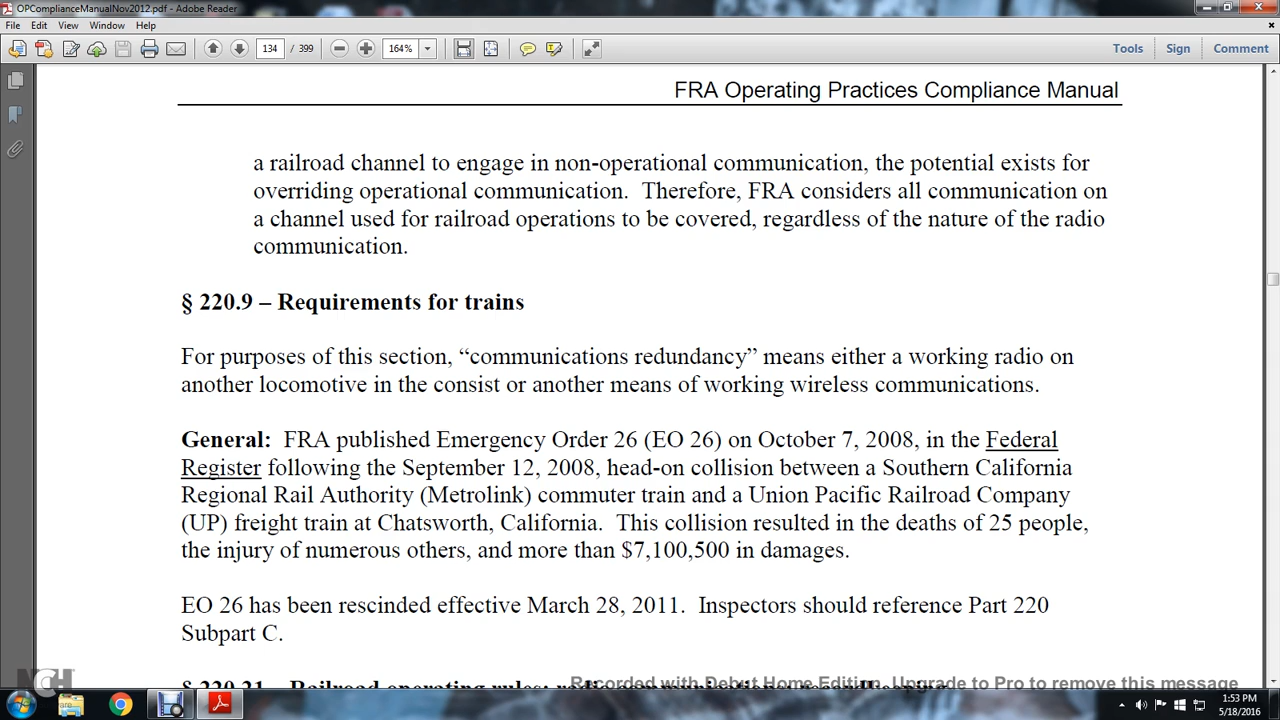 OPComplianceManualNov2012.pdf - Adobe Reader
File Edit View Window Help
134 / 399 164% Tools Sign Comment
FRA Operating Practices Compliance Manual
a railroad channel to engage in non-operational communication, the potential exists for
overriding operational communication. Therefore, FRA considers all communication on
a channel used for railroad operations to be covered, regardless of the nature of the radio
communication.
§ 220.9 – Requirements for trains
For purposes of this section, “communications redundancy” means either a working radio on
another locomotive in the consist or another means of working wireless communications.
General: FRA published Emergency Order 26 (EO 26) on October 7, 2008, in the Federal
Register following the September 12, 2008, head-on collision between a Southern California
Regional Rail Authority (Metrolink) commuter train and a Union Pacific Railroad Company
(UP) freight train at Chatsworth, California. This collision resulted in the deaths of 25 people,
the injury of numerous others, and more than $7,100,500 in damages.
EO 26 has been rescinded effective March 28, 2011. Inspectors should reference Part 220
Subpart C.
§ 220.21 – Railroad operating rules; radio
Recorded with Debut Home Edition. Upgrade to Pro to remove this message
NCH
1:53 PM
5/18/2016